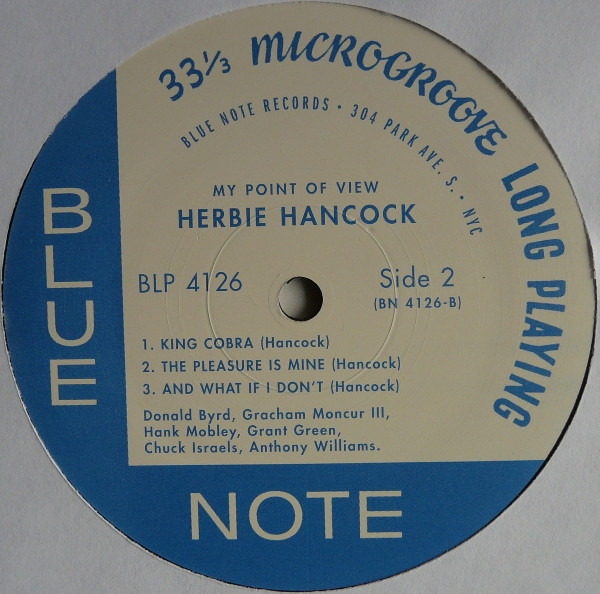 33⅓ MICROGROOVE LONG PLAYING
BLUE NOTE RECORDS • 304 PARK AVE. S. • NYC
MY POINT OF VIEW
HERBIE HANCOCK
BLP 4126
Side 2
(BN 4126-B)
1. KING COBRA (Hancock)
2. THE PLEASURE IS MINE (Hancock)
3. AND WHAT IF I DON'T (Hancock)
Donald Byrd, Gracham Moncur III,
Hank Mobley, Grant Green,
Chuck Israels, Anthony Williams.
BLUE
NOTE